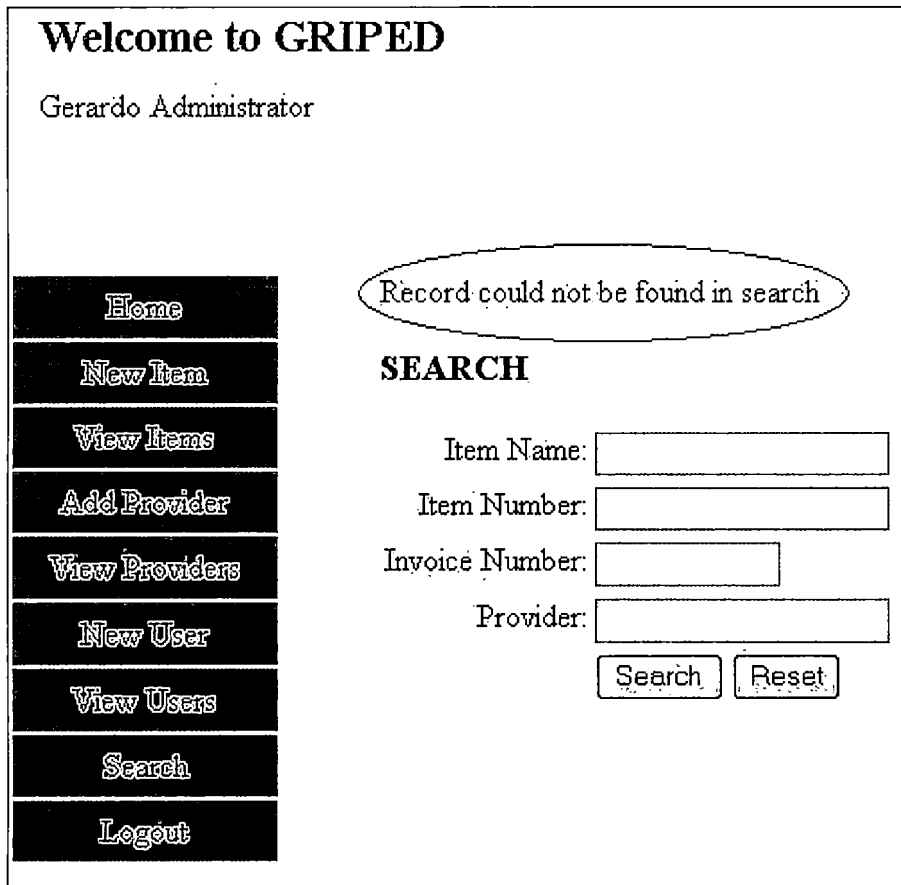 Welcome to GRIPED
Gerardo Administrator
Record could not be found in search
Home
New Item
View Items
Add Provider
View Providers
New User
View Users
Search
Logout
SEARCH
Item Name:
Item Number:
Invoice Number:
Provider:
Search Reset